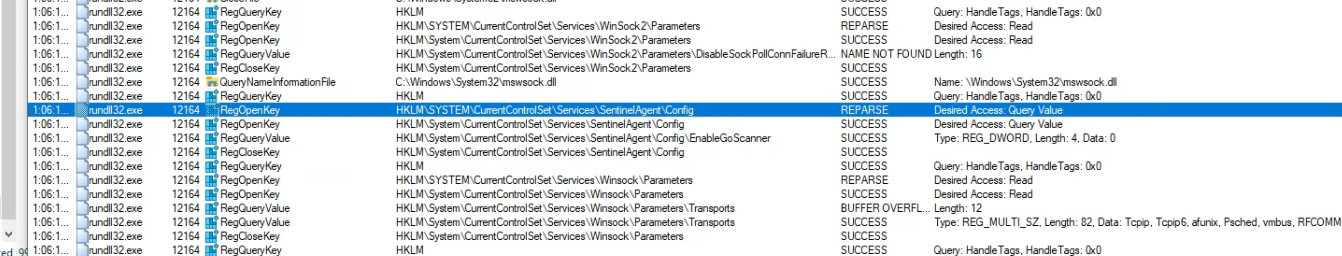 1:06:1... rundll32.exe 12164 RegQueryKey HKLM SUCCESS Query: HandleTags, HandleTags: 0x0
1:06:1... rundll32.exe 12164 RegOpenKey HKLM\SYSTEM\CurrentControlSet\Services\WinSock2\Parameters REPARSE Desired Access: Read
1:06:1... rundll32.exe 12164 RegOpenKey HKLM\System\CurrentControlSet\Services\WinSock2\Parameters SUCCESS Desired Access: Read
1:06:1... rundll32.exe 12164 RegQueryValue HKLM\System\CurrentControlSet\Services\WinSock2\Parameters\DisableSockPollConnFailureR... NAME NOT FOUND Length: 16
1:06:1... rundll32.exe 12164 RegCloseKey HKLM\System\CurrentControlSet\Services\WinSock2\Parameters SUCCESS
1:06:1... rundll32.exe 12164 QueryNameInformationFile C:\Windows\System32\mswsock.dll SUCCESS Name: \Windows\System32\mswsock.dll
1:06:1... rundll32.exe 12164 RegQueryKey HKLM SUCCESS Query: HandleTags, HandleTags: 0x0
1:06:1... rundll32.exe 12164 RegOpenKey HKLM\SYSTEM\CurrentControlSet\Services\SentinelAgent\Config REPARSE Desired Access: Query Value
1:06:1... rundll32.exe 12164 RegOpenKey HKLM\System\CurrentControlSet\Services\SentinelAgent\Config SUCCESS Desired Access: Query Value
1:06:1... rundll32.exe 12164 RegQueryValue HKLM\System\CurrentControlSet\Services\SentinelAgent\Config\EnableGoScanner SUCCESS Type: REG_DWORD, Length: 4, Data: 0
1:06:1... rundll32.exe 12164 RegCloseKey HKLM\System\CurrentControlSet\Services\SentinelAgent\Config SUCCESS
1:06:1... rundll32.exe 12164 RegQueryKey HKLM SUCCESS Query: HandleTags, HandleTags: 0x0
1:06:1... rundll32.exe 12164 RegOpenKey HKLM\SYSTEM\CurrentControlSet\Services\Winsock\Parameters REPARSE Desired Access: Read
1:06:1... rundll32.exe 12164 RegOpenKey HKLM\System\CurrentControlSet\Services\Winsock\Parameters SUCCESS Desired Access: Read
1:06:1... rundll32.exe 12164 RegQueryValue HKLM\System\CurrentControlSet\Services\Winsock\Parameters\Transports BUFFER OVERFL... Length: 12
1:06:1... rundll32.exe 12164 RegQueryValue HKLM\System\CurrentControlSet\Services\Winsock\Parameters\Transports SUCCESS Type: REG_MULTI_SZ, Length: 82, Data: Tcpip, Tcpip6, afunix, Psched, vmbus, RFCOMM
1:06:1... rundll32.exe 12164 RegCloseKey HKLM\System\CurrentControlSet\Services\Winsock\Parameters SUCCESS
1:06:1... rundll32.exe 12164 RegQueryKey HKLM SUCCESS Query: HandleTags, HandleTags: 0x0